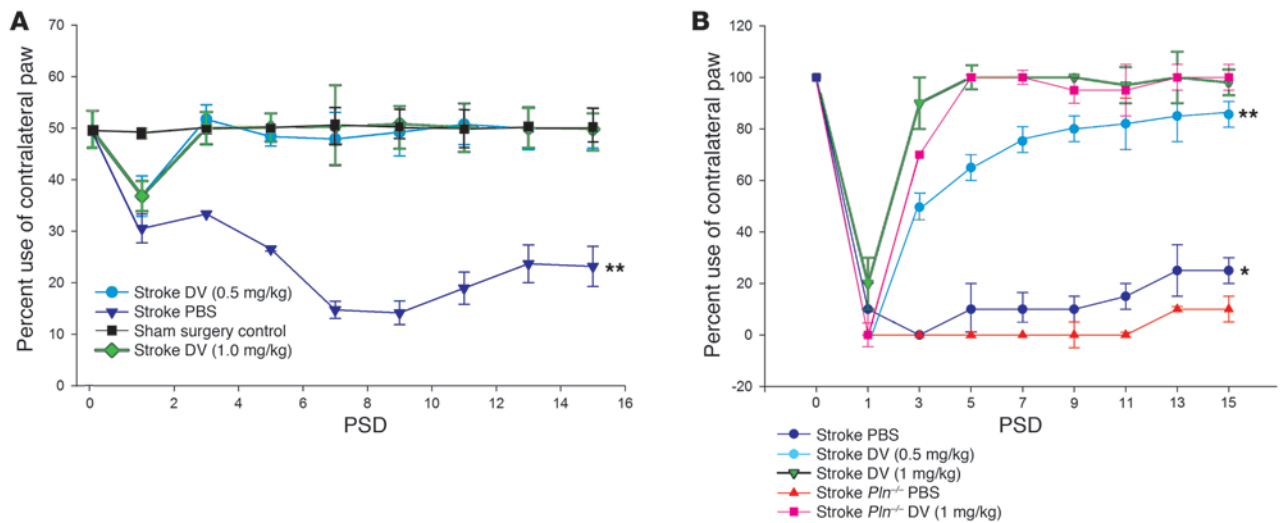 A
Percent use of contralateral paw
70
60
50
40
30
20
10
0
Stroke DV (0.5 mg/kg)
Stroke PBS
Sham surgery control
Stroke DV (1.0 mg/kg)
**
0 2 4 6 8 10 12 14 16
PSD
B
Percent use of contralateral paw
120
100
80
60
40
20
0
-20
**
*
0 1 3 5 7 9 11 13 15
PSD
Stroke PBS
Stroke DV (0.5 mg/kg)
Stroke DV (1 mg/kg)
Stroke Pln–/– PBS
Stroke Pln–/– DV (1 mg/kg)